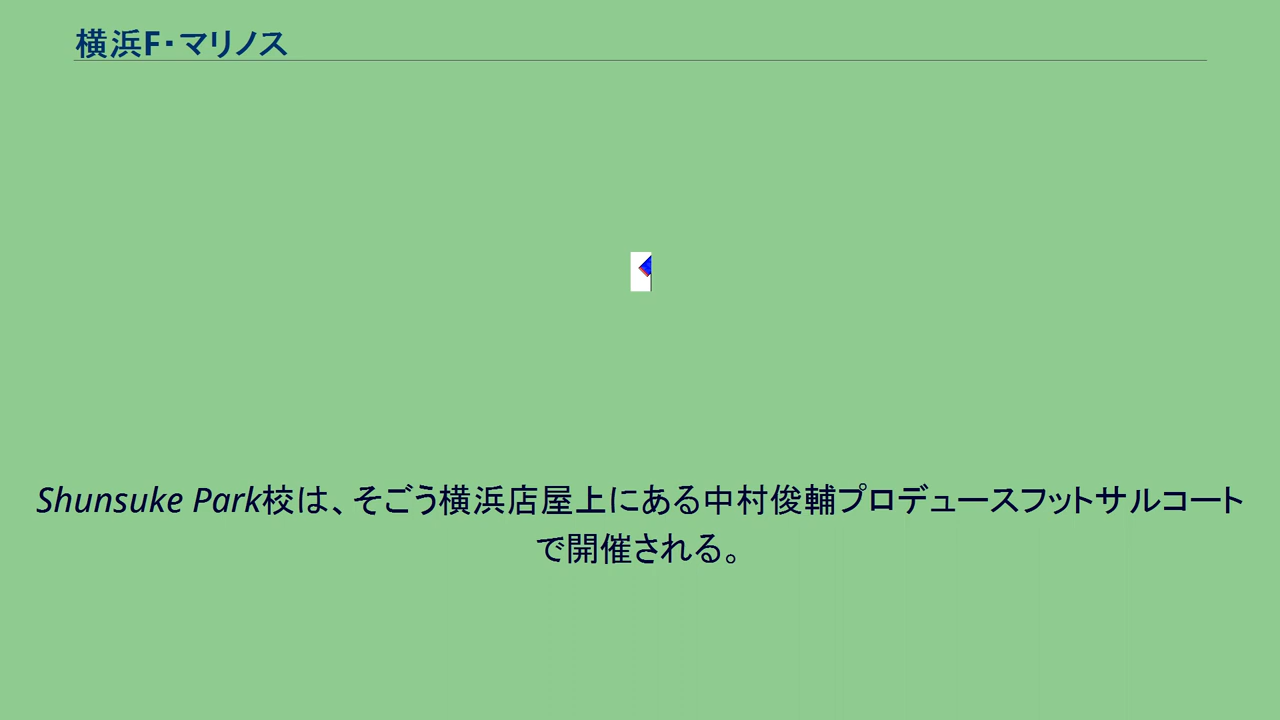 横浜F・マリノス
Shunsuke Park校は、そごう横浜店屋上にある中村俊輔プロデュースフットサルコート
で開催される。